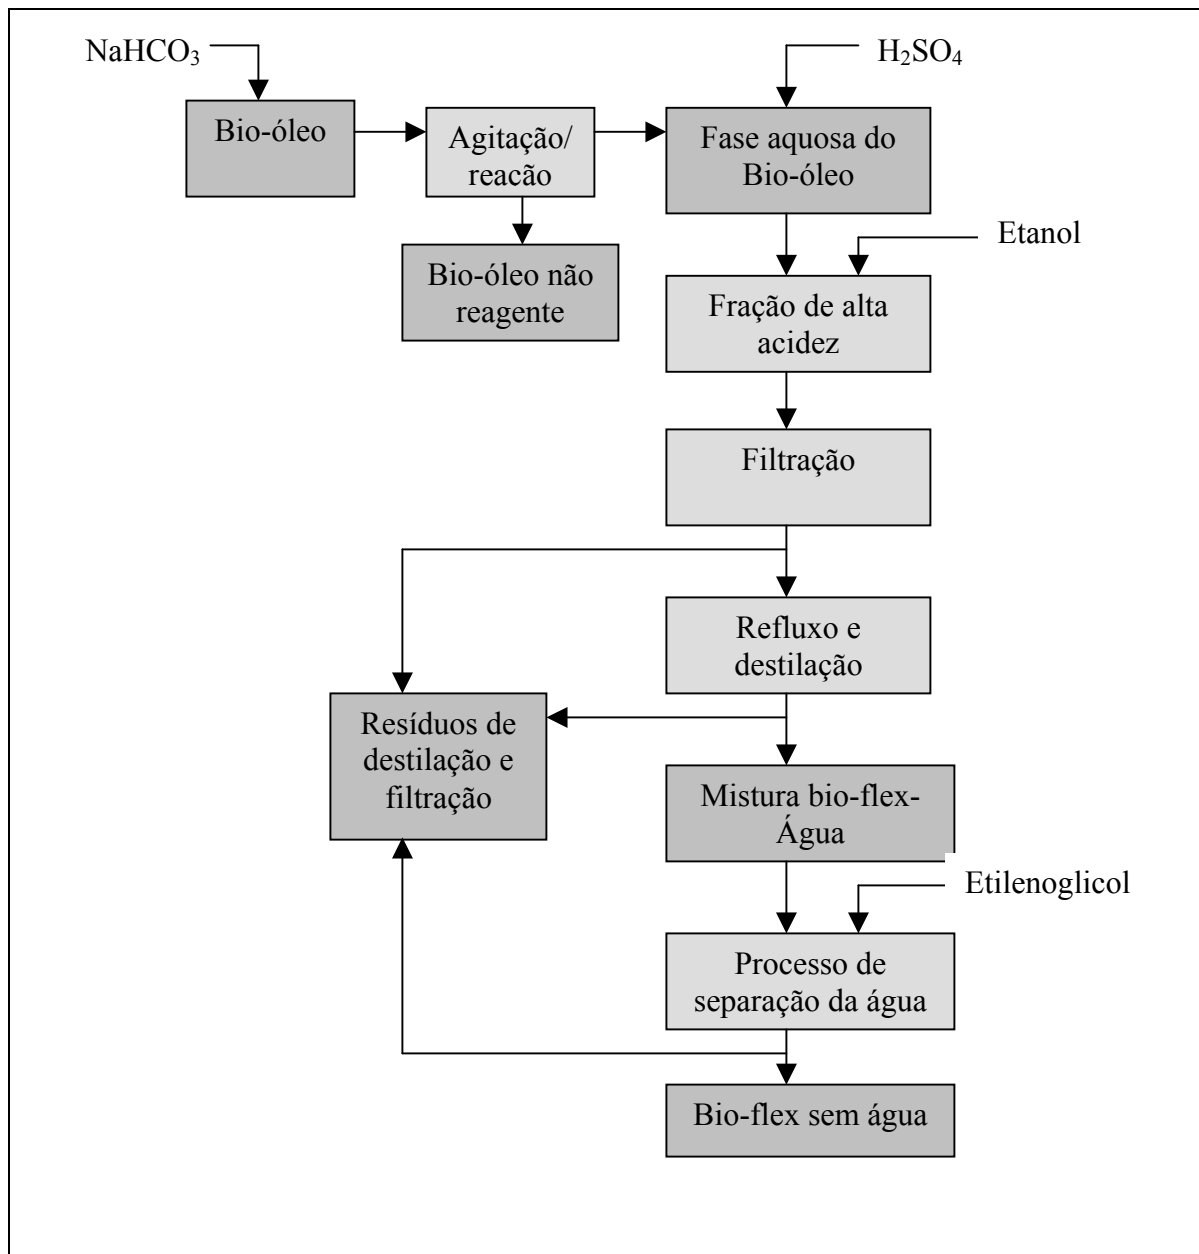 NaHCO₃
H₂SO₄
Bio-óleo
Agitação/
reacão
Fase aquosa do
Bio-óleo
Etanol
Bio-óleo não
reagente
Fração de alta
acidez
Filtração
Refluxo e
destilação
Resíduos de
destilação e
filtração
Mistura bio-flex-
Água
Etilenoglicol
Processo de
separação da água
Bio-flex sem água